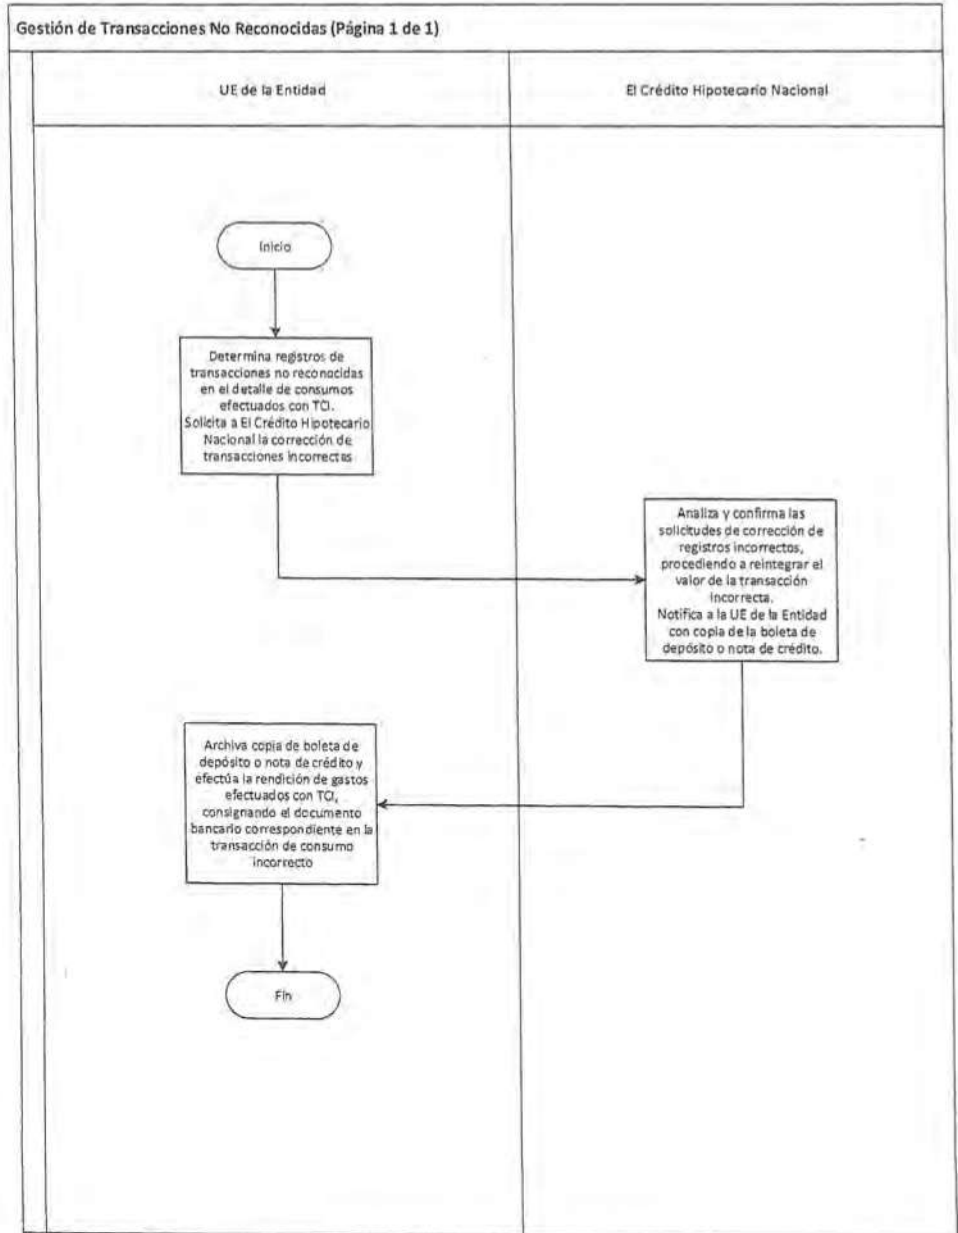 Gestión de Transacciones No Reconocidas (Página 1 de 1)
UE de la Entidad
El Crédito Hipotecario Nacional
Inicio
Determina registros de
transacciones no reconocidas
en el detalle de consumos
efectuados con TCI.
Solicita a El Crédito Hipotecario
Nacional la corrección de
transacciones incorrectas
Analiza y confirma las
solicitudes de corrección de
registros incorrectos,
procediendo a reintegrar el
valor de la transacción
incorrecta.
Notifica a la UE de la Entidad
con copia de la boleta de
depósito o nota de crédito.
Archiva copia de boleta de
depósito o nota de crédito y
efectúa la rendición de gastos
efectuados con TCI,
consignando el documento
bancario correspondiente en la
transacción de consumo
incorrecto
Fin